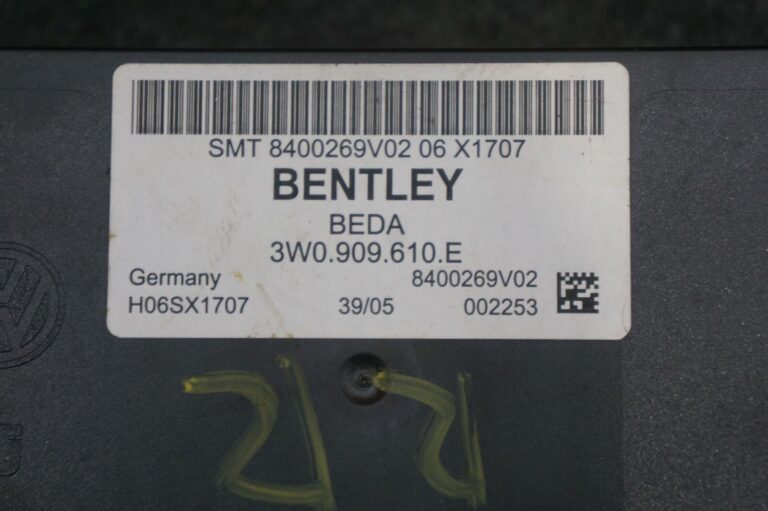 SMT 8400269V02 06 X1707
BENTLEY
BEDA
3W0.909.610.E
Germany 8400269V02
H06SX1707 39/05 002253